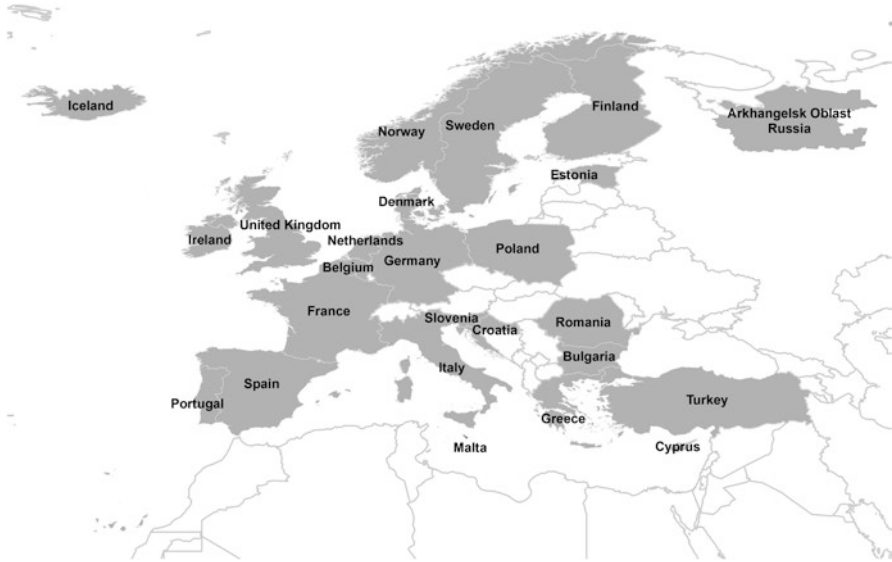 Iceland
Norway
Sweden
Finland
Arkhangelsk Oblast
Russia
Estonia
Denmark
United Kingdom
Ireland
Netherlands
Belgium
Germany
Poland
France
Slovenia
Croatia
Romania
Bulgaria
Italy
Spain
Portugal
Greece
Turkey
Malta
Cyprus